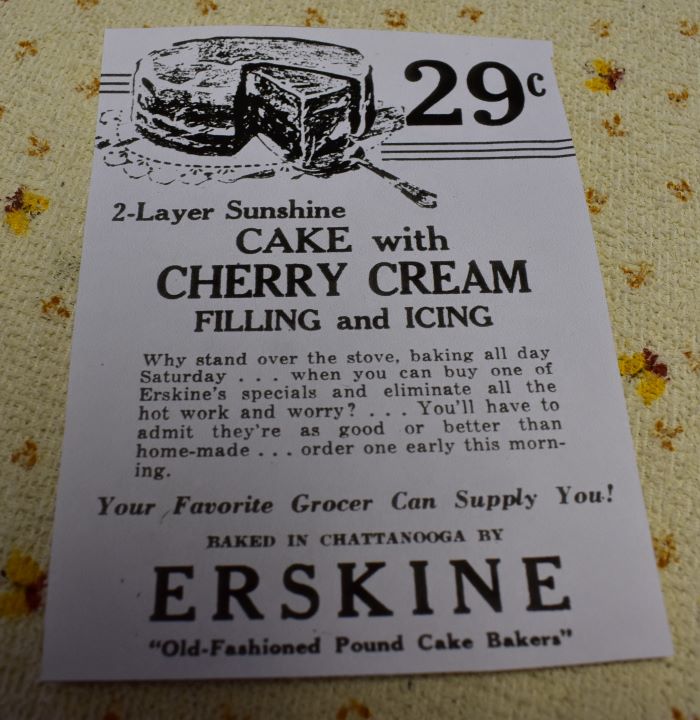 29c
2-Layer Sunshine
CAKE with
CHERRY CREAM
FILLING and ICING
Why stand over the stove, baking all day
Saturday . . . when you can buy one of
Erskine's specials and eliminate all the
hot work and worry? . . . You'll have to
admit they're as good or better than
home-made . . . order one early this morn-
ing.
Your Favorite Grocer Can Supply You!
BAKED IN CHATTANOOGA BY
ERSKINE
"Old-Fashioned Pound Cake Bakers"